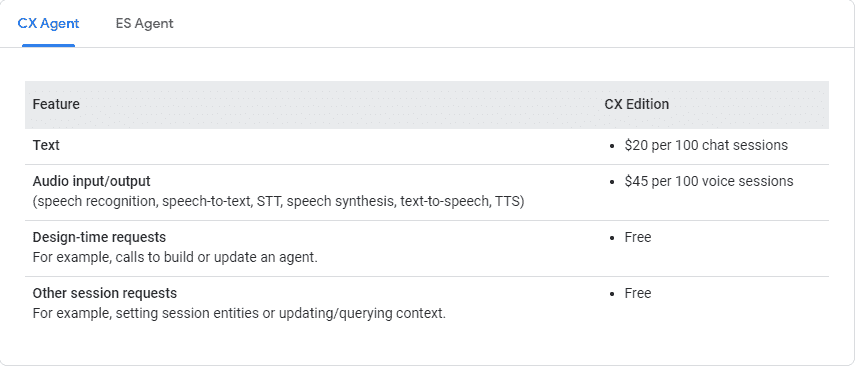 CX Agent ES Agent
Feature CX Edition
Text • $20 per 100 chat sessions
Audio input/output • $45 per 100 voice sessions
(speech recognition, speech-to-text, STT, speech synthesis, text-to-speech, TTS)
Design-time requests • Free
For example, calls to build or update an agent.
Other session requests • Free
For example, setting session entities or updating/querying context.